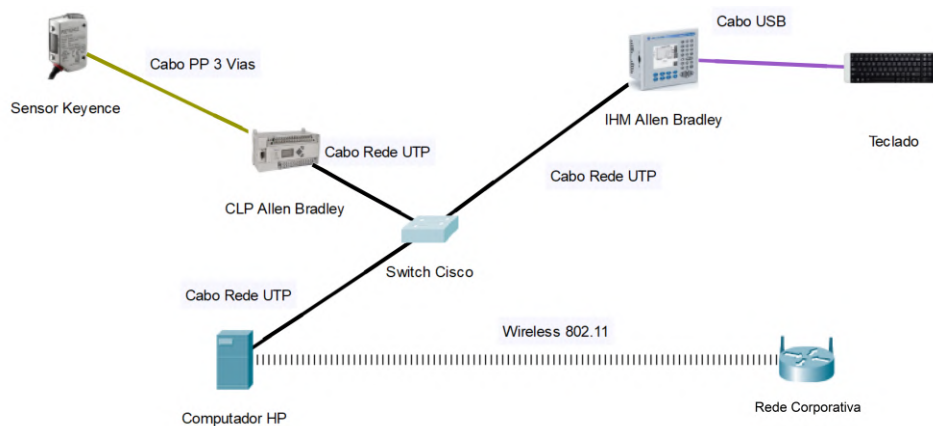 Cabo USB
Cabo PP 3 Vias
Sensor Keyence
IHM Allen Bradley
Teclado
Cabo Rede UTP
Cabo Rede UTP
CLP Allen Bradley
Switch Cisco
Cabo Rede UTP
Wireless 802.11
Computador HP
Rede Corporativa